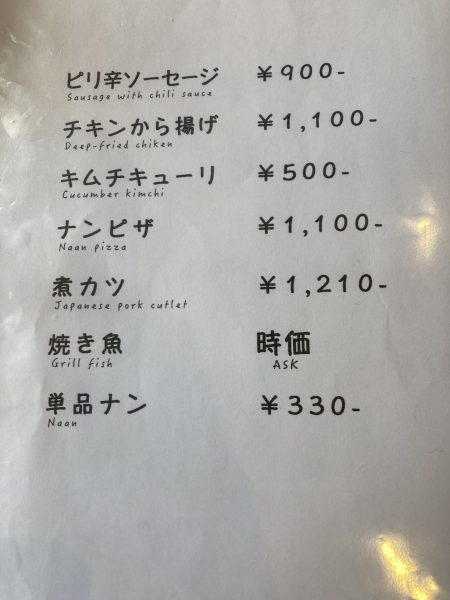 ピリ辛ソーセージ ￥900-
Sausage with chili sauce
チキンから揚げ ￥1,100-
Deep-fried chiken
キムチキューリ ￥500-
Cucumber kimchi
ナンピザ ￥1,100-
Naan pizza
煮カツ ￥1,210-
Japanese pork cutlet
焼き魚 時価
Grill fish ASK
単品ナン ￥330-
Naan